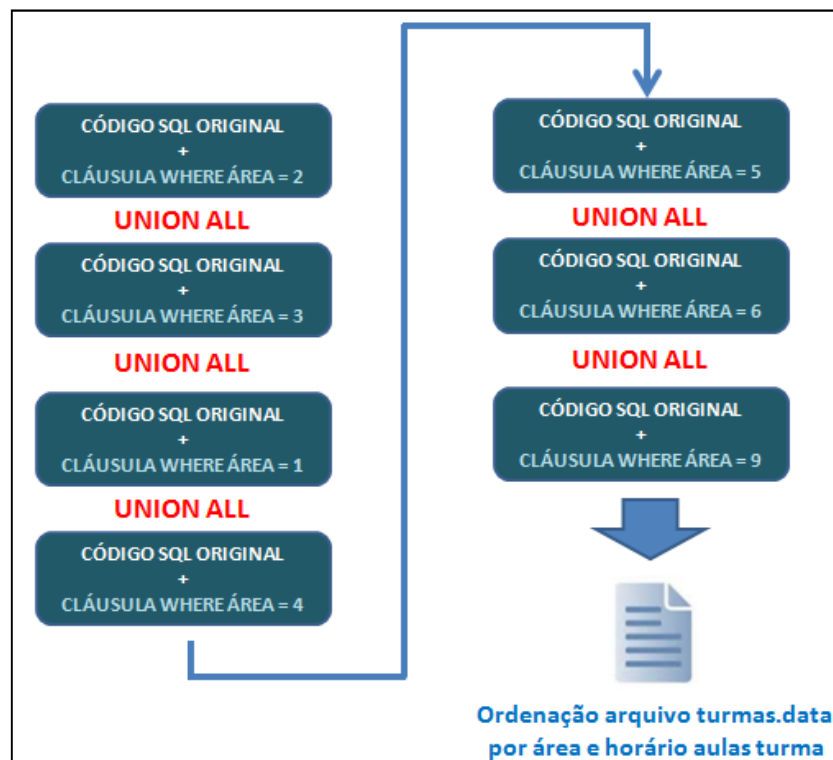 CÓDIGO SQL ORIGINAL
+
CLÁUSULA WHERE ÁREA = 2
UNION ALL
CÓDIGO SQL ORIGINAL
+
CLÁUSULA WHERE ÁREA = 3
UNION ALL
CÓDIGO SQL ORIGINAL
+
CLÁUSULA WHERE ÁREA = 1
UNION ALL
CÓDIGO SQL ORIGINAL
+
CLÁUSULA WHERE ÁREA = 4
CÓDIGO SQL ORIGINAL
+
CLÁUSULA WHERE ÁREA = 5
UNION ALL
CÓDIGO SQL ORIGINAL
+
CLÁUSULA WHERE ÁREA = 6
UNION ALL
CÓDIGO SQL ORIGINAL
+
CLÁUSULA WHERE ÁREA = 9
Ordenação arquivo turmas.data
por área e horário aulas turma